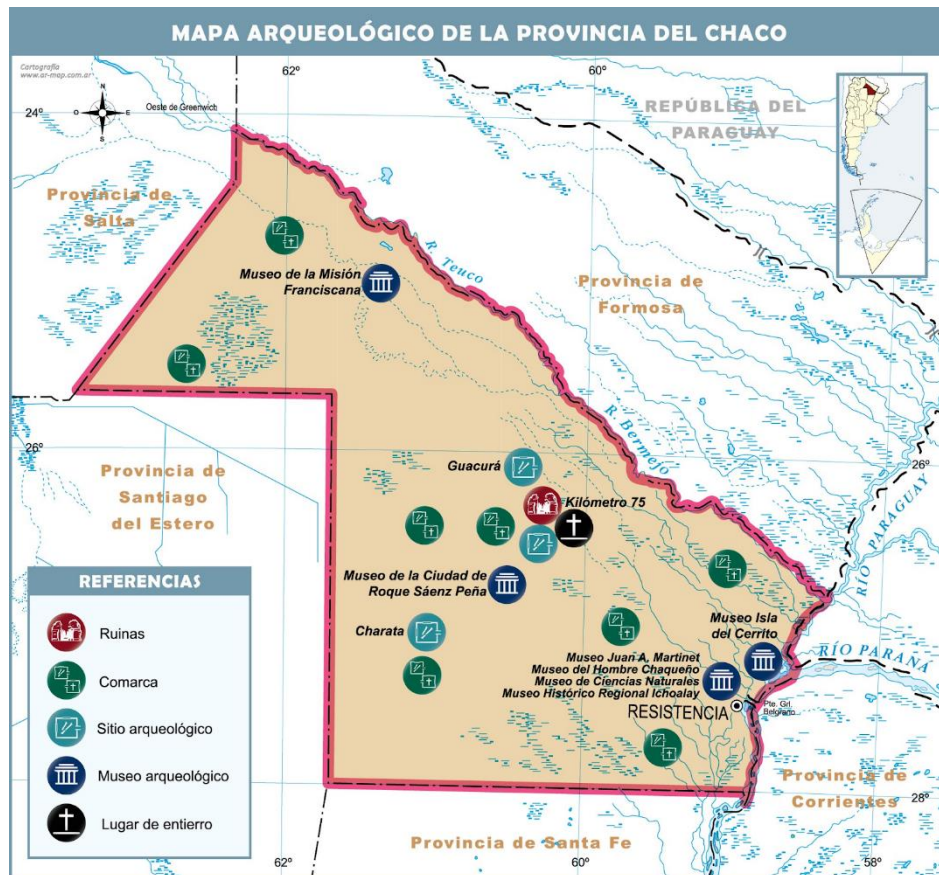 MAPA ARQUEOLÓGICO DE LA PROVINCIA DEL CHACO
Cartografía
www.ar-map.com.ar
62º
60º
Oeste de Greenwich
24º
N
O
E
S
REPÚBLICA DEL
PARAGUAY
Provincia de
Salta
R. Teuco
Museo de la Misión
Franciscana
Provincia de
Formosa
26º
R. Bermejo
26º
Guacurá
Kilómetro 75
Provincia de
Santiago
del Estero
RÍO PARAGUAY
Museo de la Ciudad de
Roque Sáenz Peña
Charata
Museo Isla
del Cerrito
RÍO PARANA
Museo Juan A. Martinet
Museo del Hombre Chaqueño
Museo de Ciencias Naturales
Museo Histórico Regional Ichoalay
RESISTENCIA
Pte. Grl.
Belgrano
REFERENCIAS
Ruinas
Comarca
Sitio arqueológico
Museo arqueológico
Lugar de entierro
Provincia de
Corrientes
28º
Provincia de Santa Fe
62º
60º
58º